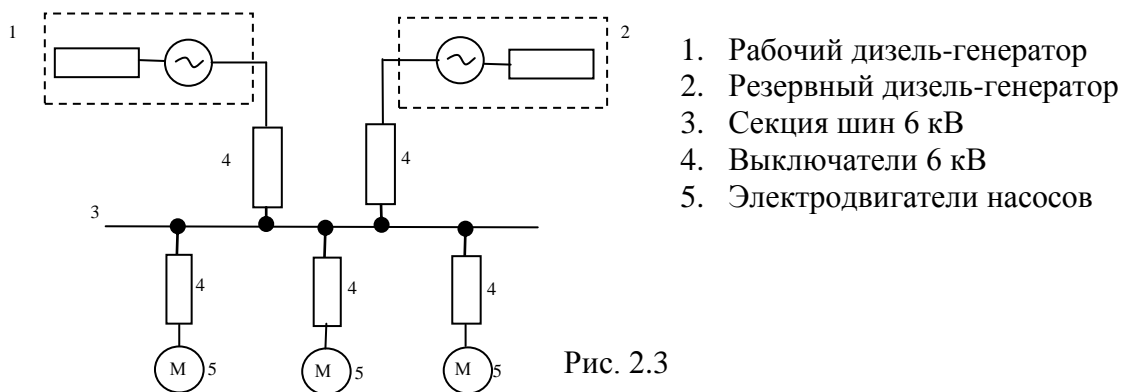 1
2
4
4
3
4
4
4
М
5
М
5
М
5
1. Рабочий дизель-генератор
2. Резервный дизель-генератор
3. Секция шин 6 кВ
4. Выключатели 6 кВ
5. Электродвигатели насосов
Рис. 2.3